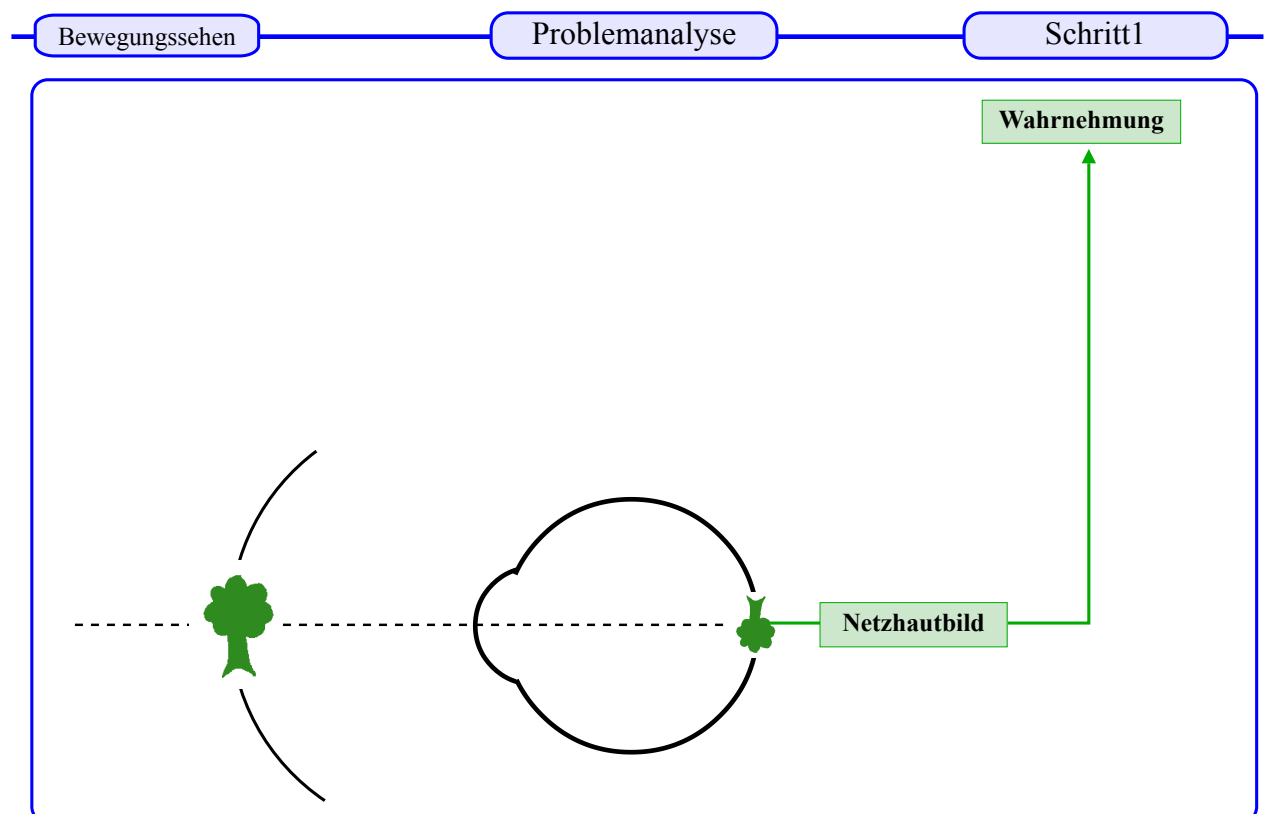 Bewegungssehen
Problemanalyse
Schritt1
Wahrnehmung
Netzhautbild